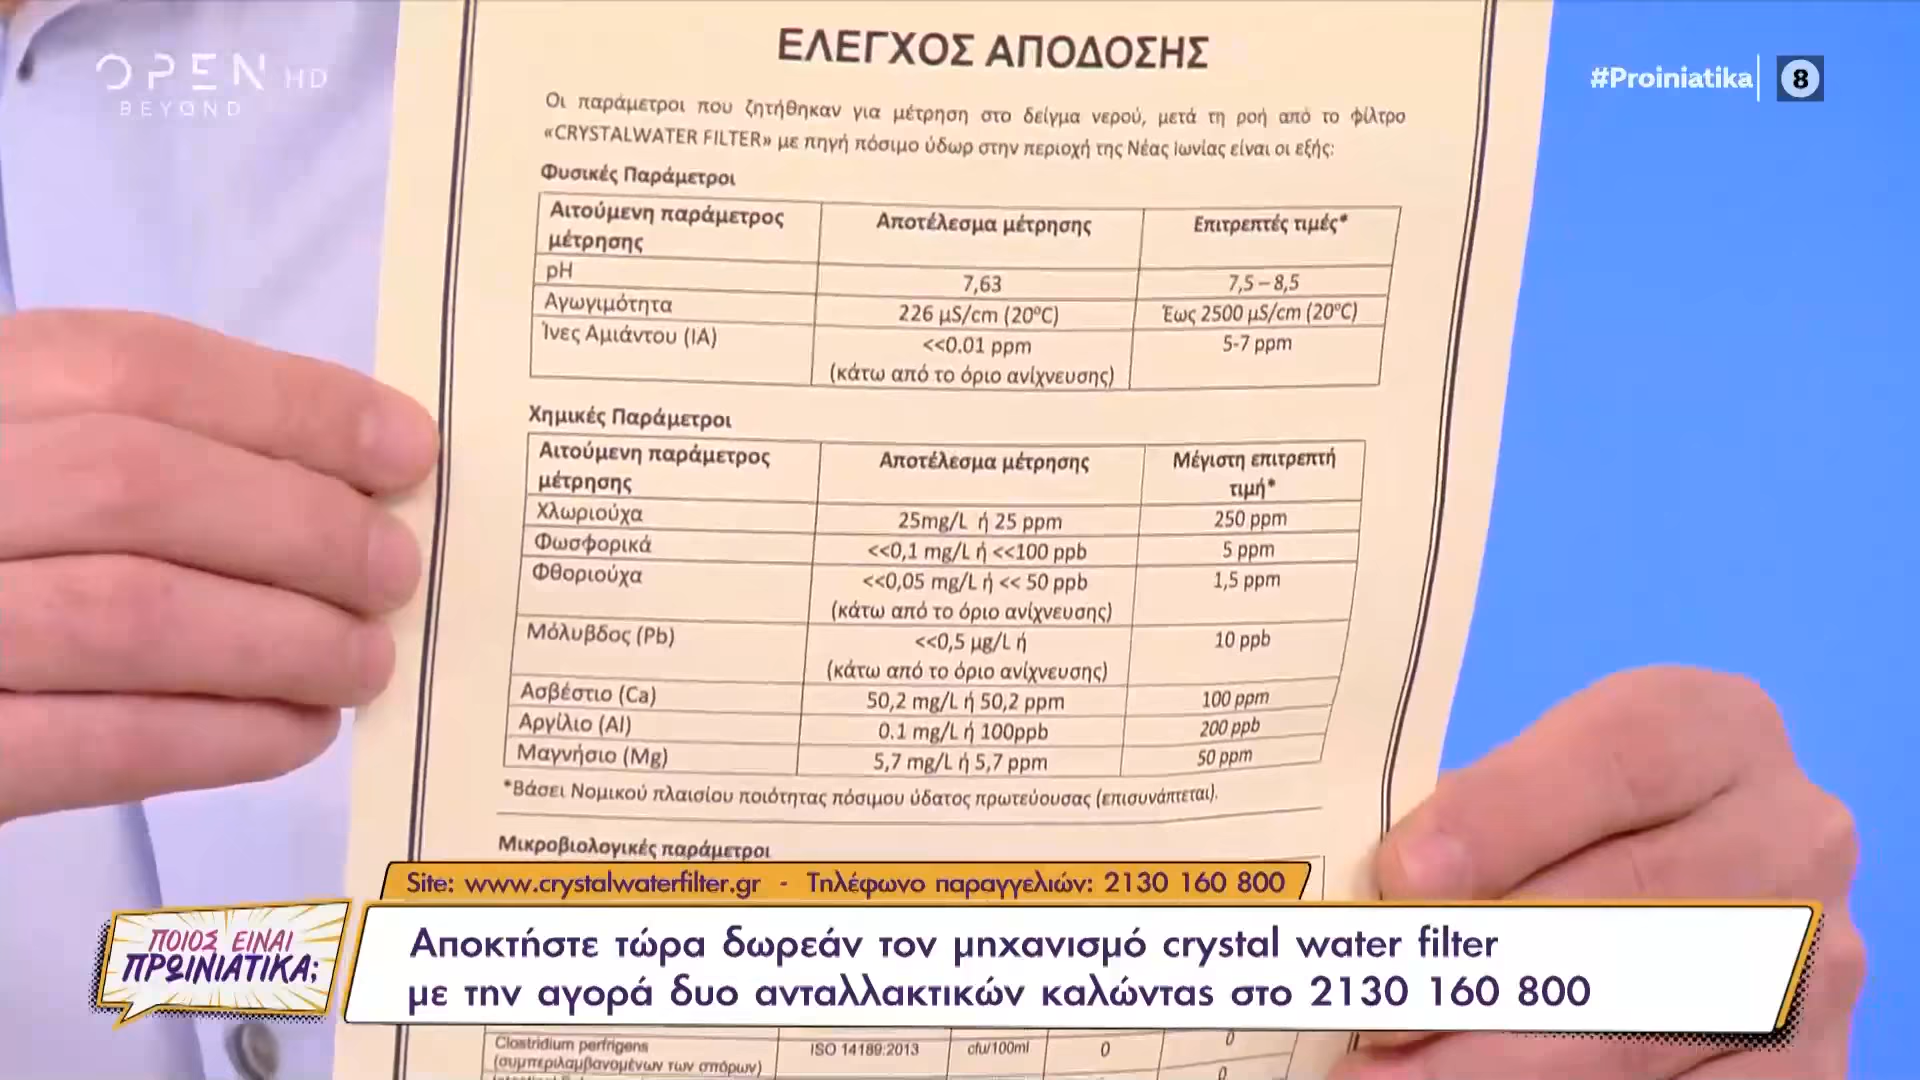 OPEN HD
BEYOND
#Proiniatika 8
ΕΛΕΓΧΟΣ ΑΠΟΔΟΣΗΣ
Οι παράμετροι που ζητήθηκαν για μέτρηση στο δείγμα νερού, μετά τη ροή από το φίλτρο
«CRYSTALWATER FILTER» με πηγή πόσιμο ύδωρ στην περιοχή της Νέας Ιωνίας είναι οι εξής:
Φυσικές Παράμετροι
Αιτούμενη παράμετρος μέτρησης Αποτέλεσμα μέτρησης Επιτρεπτές τιμές*
pH 7,63 7,5 – 8,5
Αγωγιμότητα 226 μS/cm (20ºC) Έως 2500 μS/cm (20ºC)
Ίνες Αμιάντου (ΙΑ) <<0.01 ppm 5-7 ppm
(κάτω από το όριο ανίχνευσης)
Χημικές Παράμετροι
Αιτούμενη παράμετρος μέτρησης Αποτέλεσμα μέτρησης Μέγιστη επιτρεπτή τιμή*
Χλωριούχα 25mg/L ή 25 ppm 250 ppm
Φωσφορικά <<0,1 mg/L ή <<100 ppb 5 ppm
Φθοριούχα <<0,05 mg/L ή << 50 ppb 1,5 ppm
(κάτω από το όριο ανίχνευσης)
Μόλυβδος (Pb) <<0,5 μg/L ή 10 ppb
(κάτω από το όριο ανίχνευσης)
Ασβέστιο (Ca) 50,2 mg/L ή 50,2 ppm 100 ppm
Αργίλιο (Al) 0.1 mg/L ή 100ppb 200 ppb
Μαγνήσιο (Mg) 5,7 mg/L ή 5,7 ppm 50 ppm
*Βάσει Νομικού πλαισίου ποιότητας πόσιμου ύδατος πρωτεύουσας (επισυνάπτεται).
Μικροβιολογικές παράμετροι
Site: www.crystalwaterfilter.gr - Τηλέφωνο παραγγελιών: 2130 160 800
ΠΟΙΟΣ ΕΙΝΑΙ
ΠΡΩΙΝΙΑΤΙΚΑ;
Αποκτήστε τώρα δωρεάν τον μηχανισμό crystal water filter
με την αγορά δυο ανταλλακτικών καλώντας στο 2130 160 800
Clostridium perfrigens ISO 14189:2013 cfu/100ml 0 0
(συμπεριλαμβανομένων των σπόρων)
0